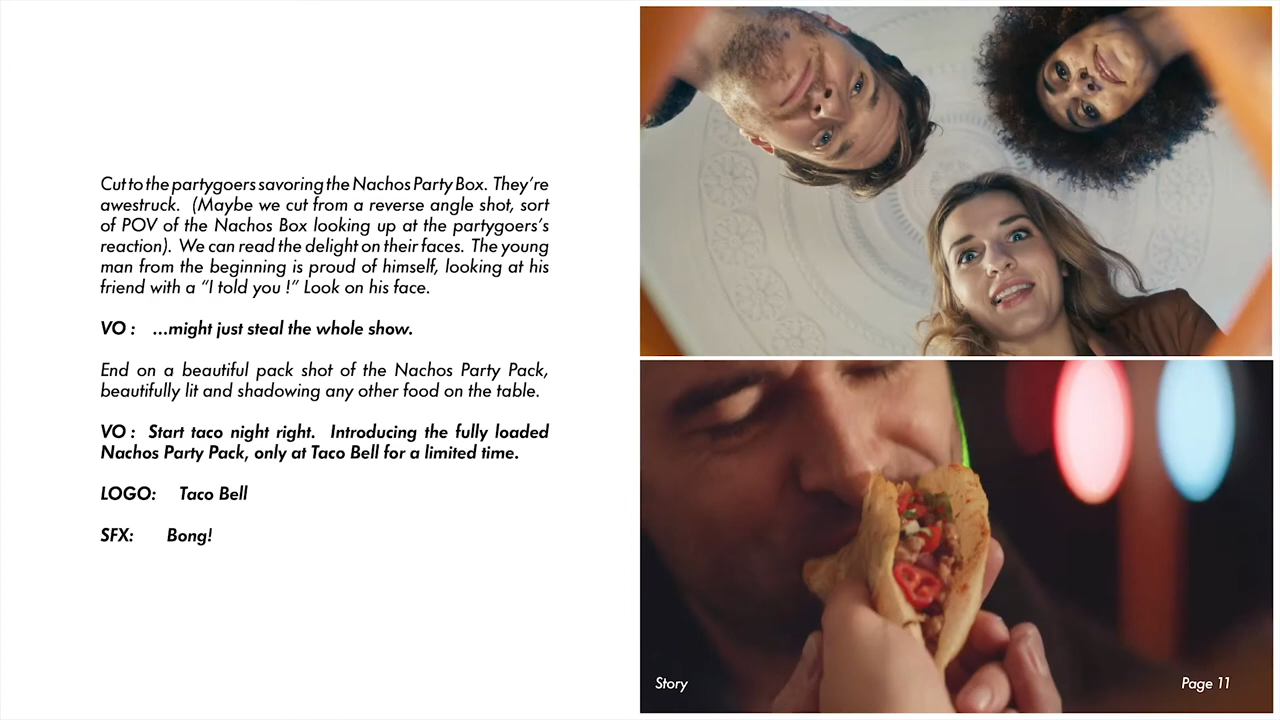 Cut to the partygoers savoring the Nachos Party Box. They're
awestruck. (Maybe we cut from a reverse angle shot, sort
of POV of the Nachos Box looking up at the partygoers's
reaction). We can read the delight on their faces. The young
man from the beginning is proud of himself, looking at his
friend with a "I told you !" Look on his face.
VO : ...might just steal the whole show.
End on a beautiful pack shot of the Nachos Party Pack,
beautifully lit and shadowing any other food on the table.
VO : Start taco night right. Introducing the fully loaded
Nachos Party Pack, only at Taco Bell for a limited time.
LOGO: Taco Bell
SFX: Bong!
Story
Page 11